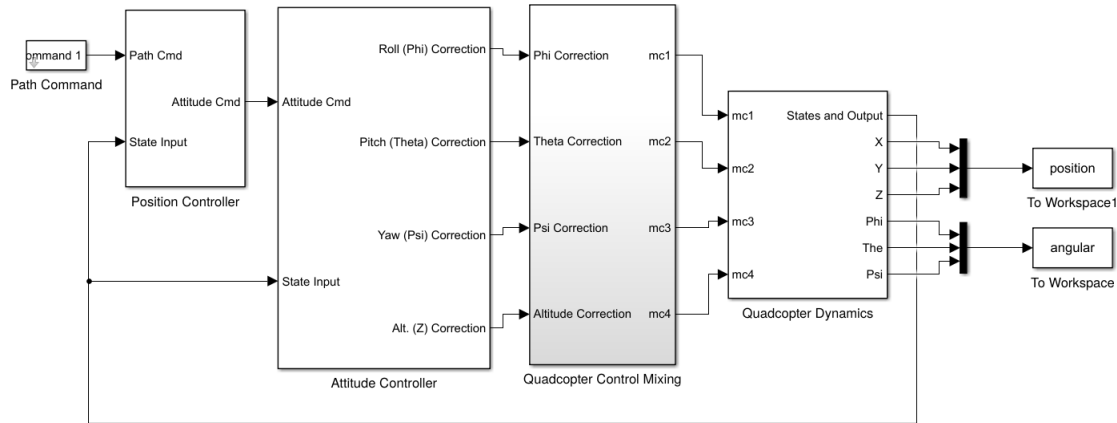 ommand 1
Path Command
Path Cmd
Attitude Cmd
State Input
Position Controller
Attitude Cmd
State Input
Roll (Phi) Correction
Pitch (Theta) Correction
Yaw (Psi) Correction
Alt. (Z) Correction
Attitude Controller
Phi Correction
Theta Correction
Psi Correction
Altitude Correction
mc1
mc2
mc3
mc4
Quadcopter Control Mixing
mc1
mc2
mc3
mc4
States and Output
X
Y
Z
Phi
The
Psi
Quadcopter Dynamics
position
To Workspace1
angular
To Workspace